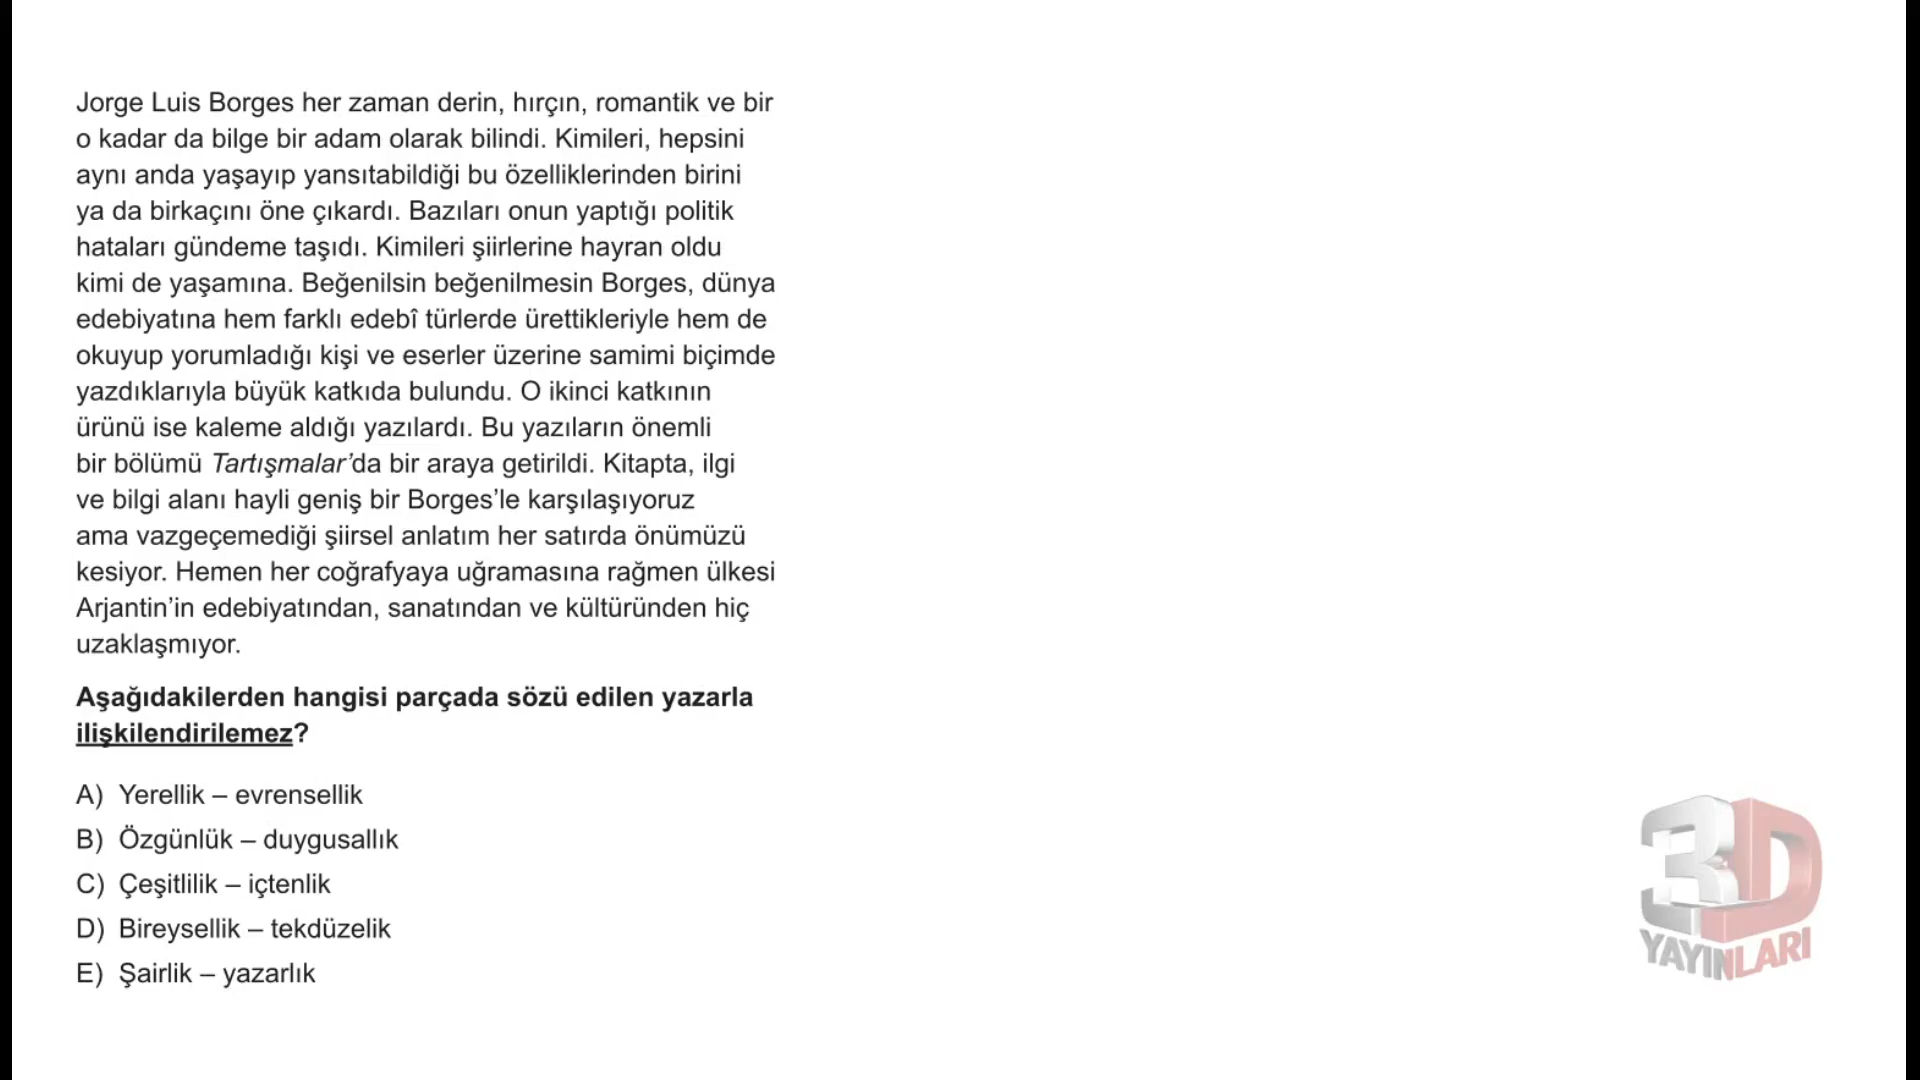 Jorge Luis Borges her zaman derin, hırçın, romantik ve bir
o kadar da bilge bir adam olarak bilindi. Kimileri, hepsini
aynı anda yaşayıp yansıtabildiği bu özelliklerinden birini
ya da birkaçını öne çıkardı. Bazıları onun yaptığı politik
hataları gündeme taşıdı. Kimileri şiirlerine hayran oldu
kimi de yaşamına. Beğenilsin beğenilmesin Borges, dünya
edebiyatına hem farklı edebî türlerde ürettikleriyle hem de
okuyup yorumladığı kişi ve eserler üzerine samimi biçimde
yazdıklarıyla büyük katkıda bulundu. O ikinci katkının
ürünü ise kaleme aldığı yazılardı. Bu yazıların önemli
bir bölümü Tartışmalar’da bir araya getirildi. Kitapta, ilgi
ve bilgi alanı hayli geniş bir Borges’le karşılaşıyoruz
ama vazgeçemediği şiirsel anlatım her satırda önümüzü
kesiyor. Hemen her coğrafyaya uğramasına rağmen ülkesi
Arjantin’in edebiyatından, sanatından ve kültüründen hiç
uzaklaşmıyor.
Aşağıdakilerden hangisi parçada sözü edilen yazarla
ilişkilendirilemez?
A) Yerellik – evrensellik
B) Özgünlük – duygusallık
C) Çeşitlilik – içtenlik
D) Bireysellik – tekdüzelik
E) Şairlik – yazarlık
3D
YAYINLARI